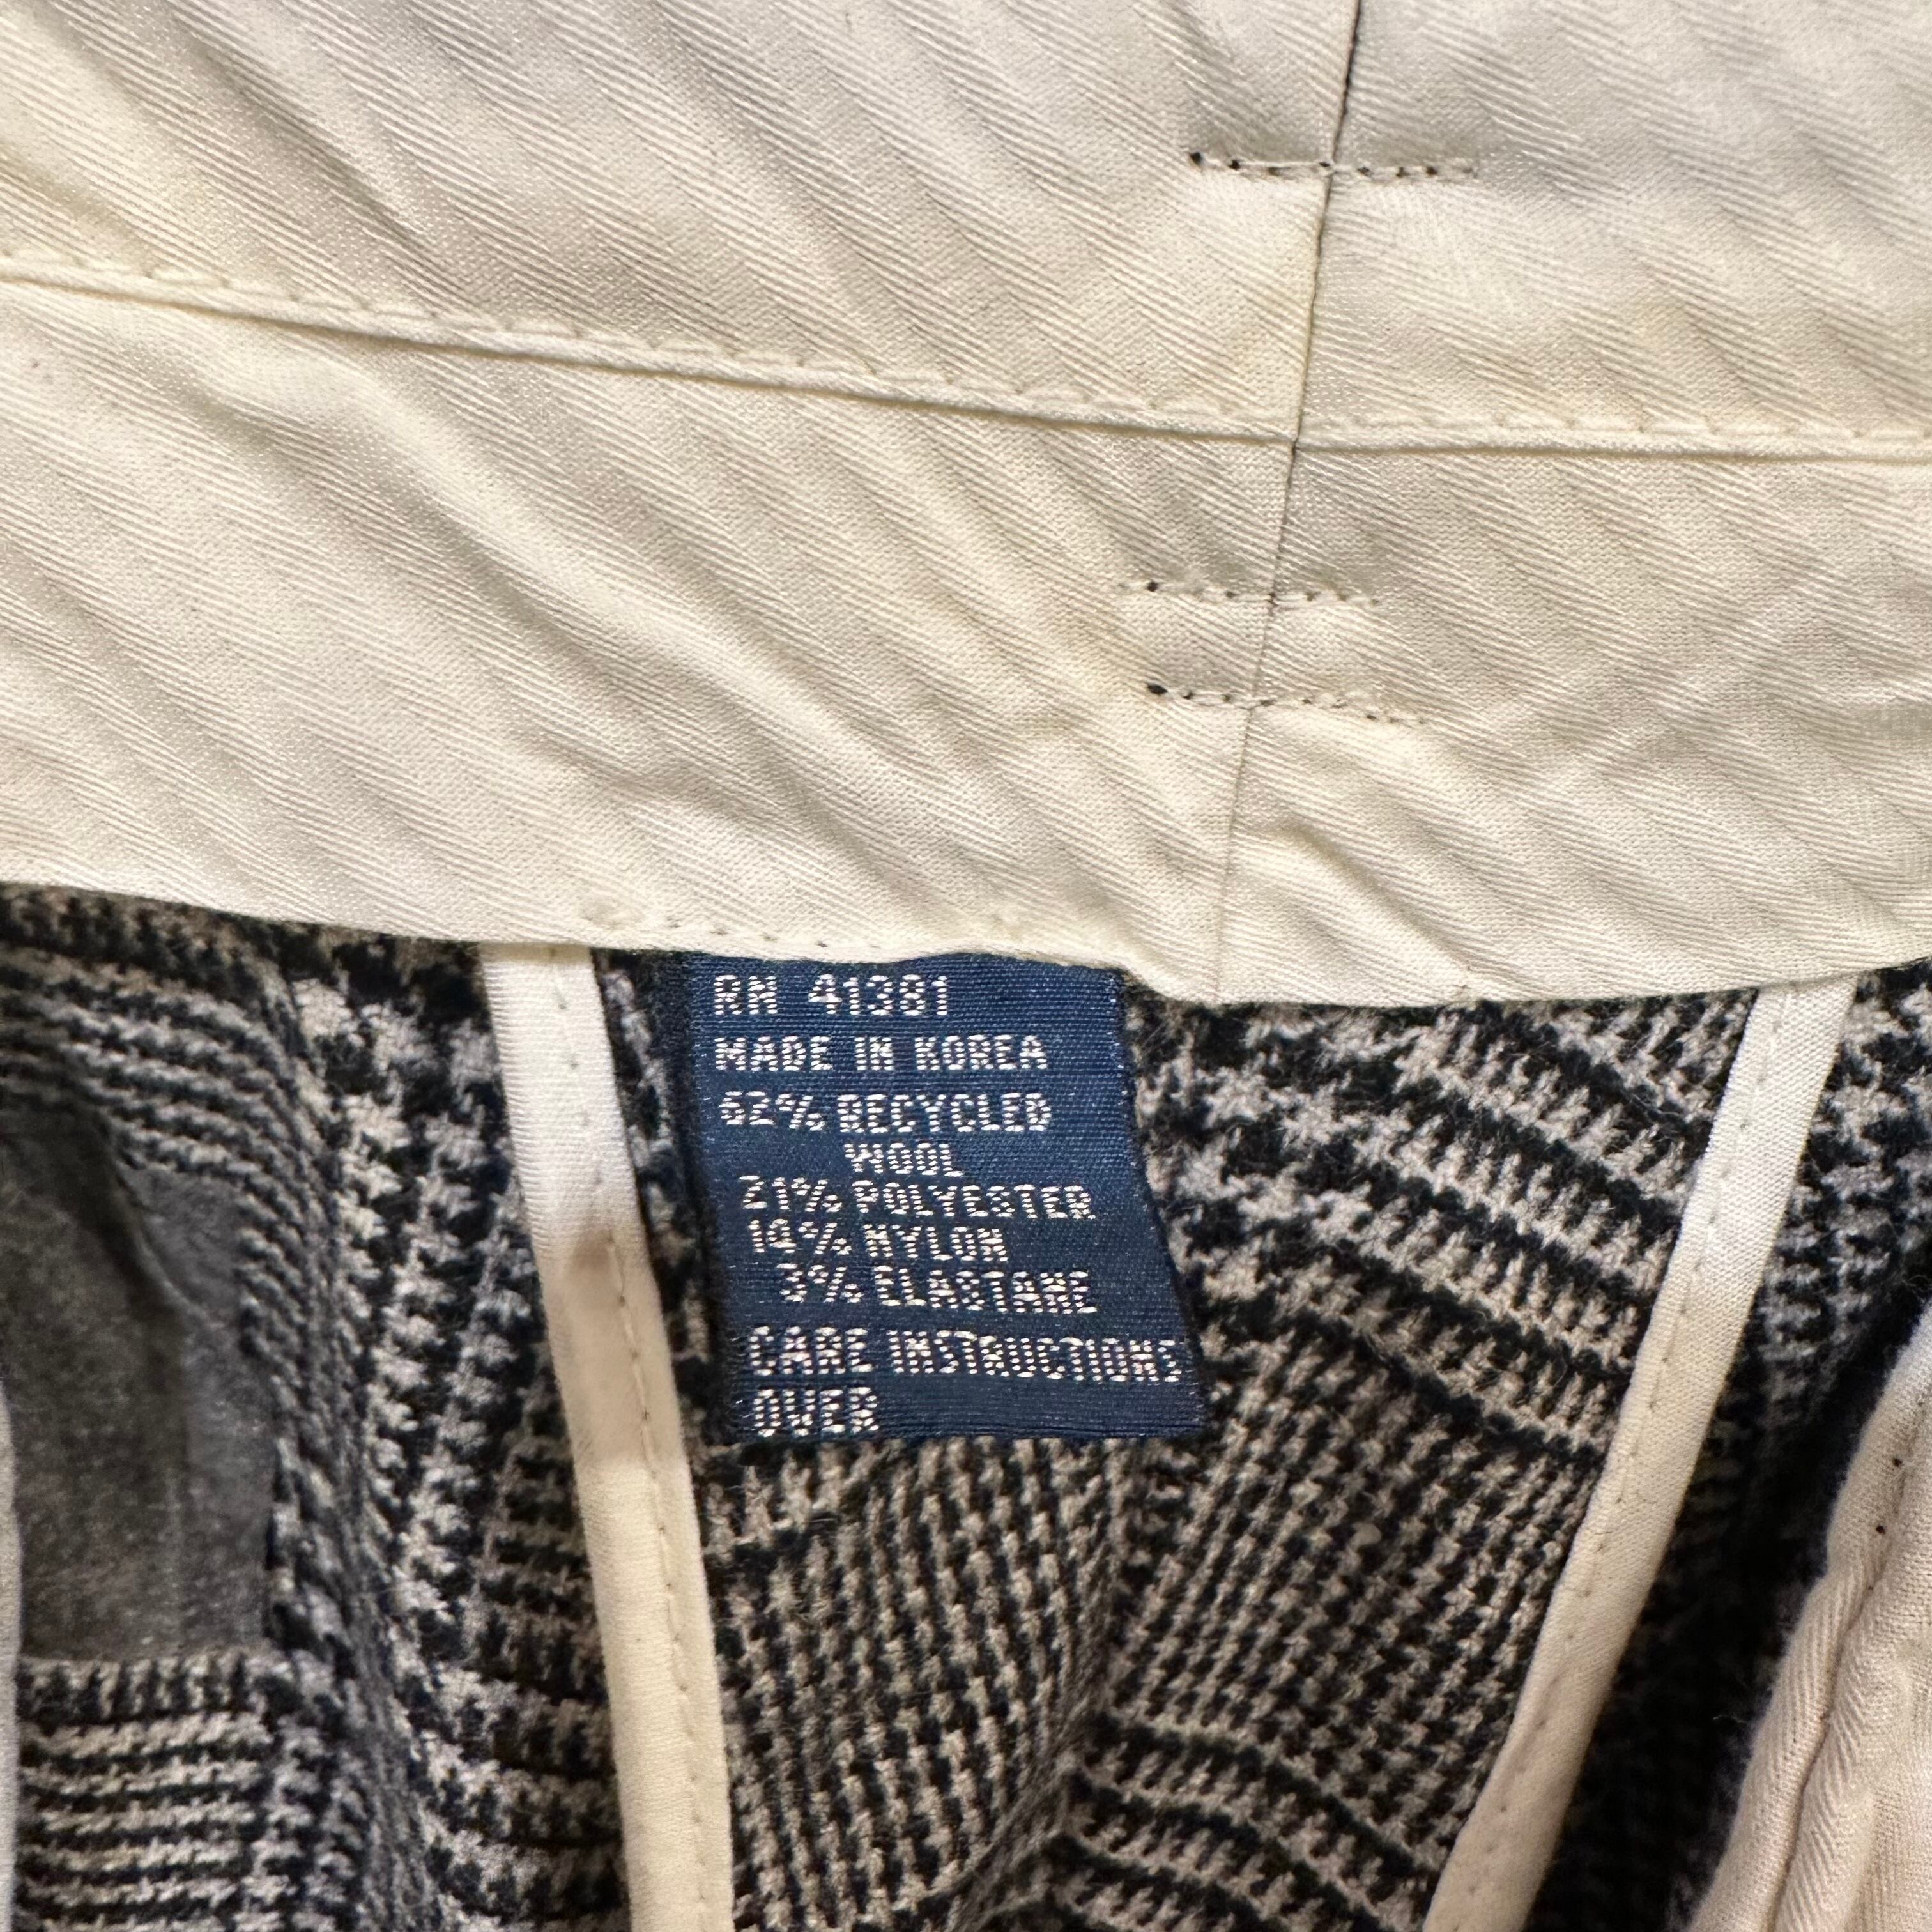 RN 41381
MADE IN KOREA
62% RECYCLED
WOOL
21% POLYESTER
14% NYLON
3% ELASTANE
CARE INSTRUCTIONS
OVER